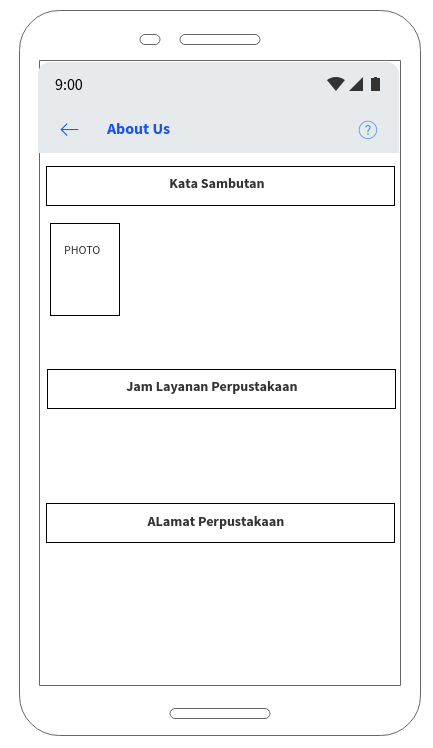 9:00
About Us
?
Kata Sambutan
PHOTO
Jam Layanan Perpustakaan
ALamat Perpustakaan